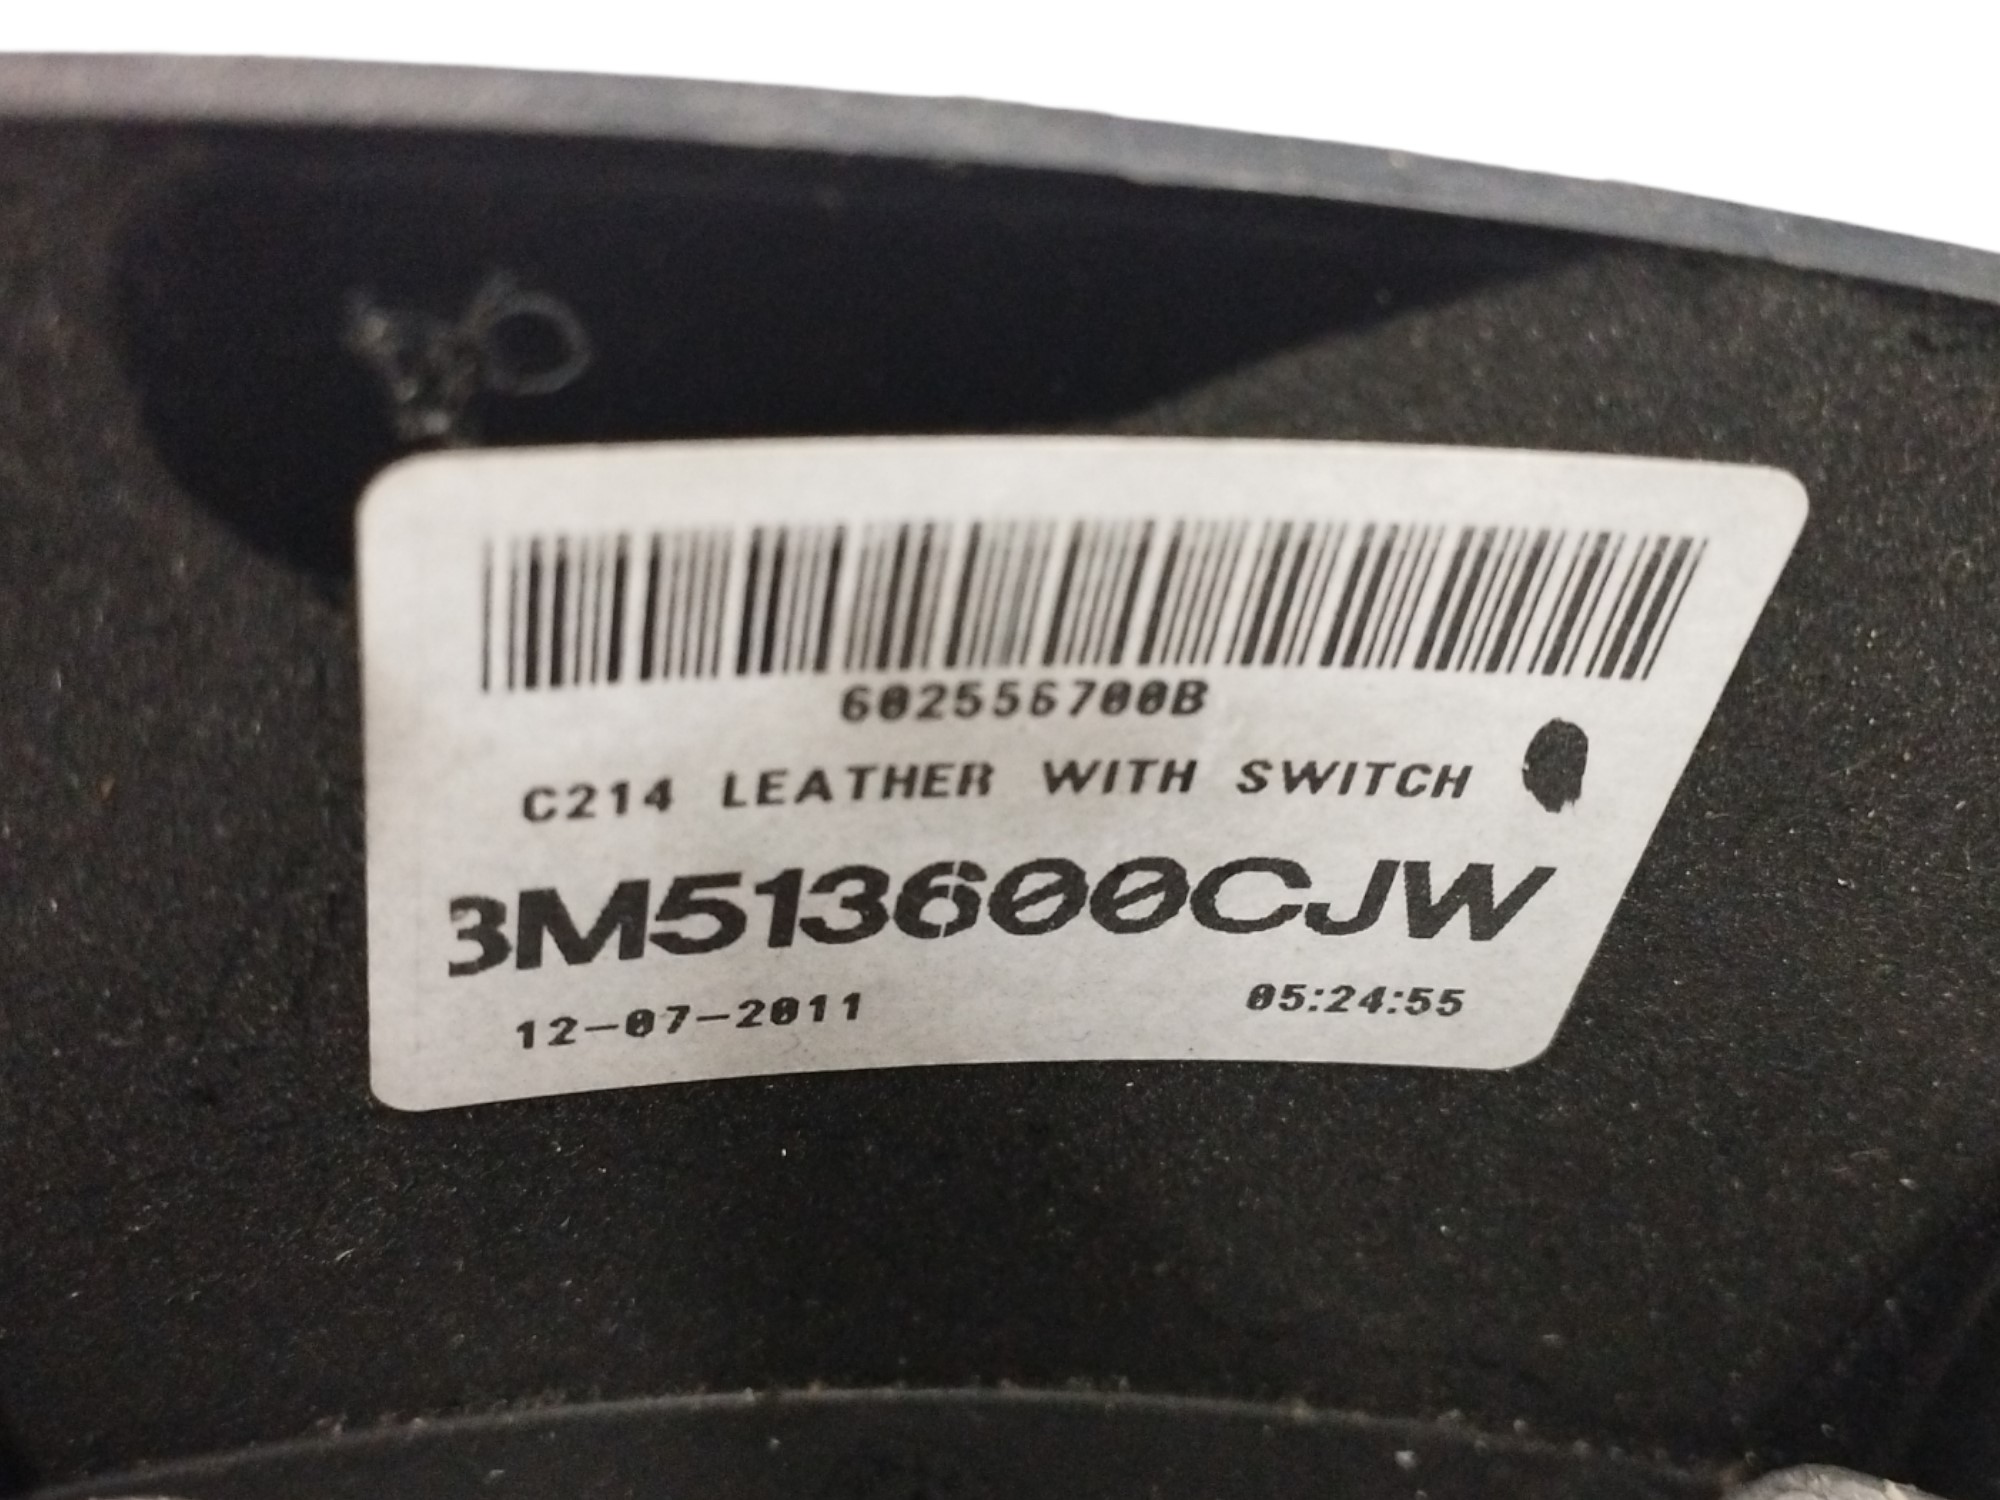 602556700B
C214 LEATHER WITH SWITCH
3M513600CJW
12-07-2011 05:24:55